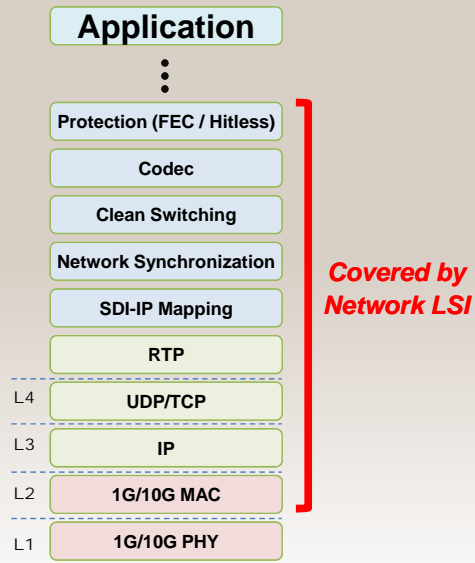 Application
Protection (FEC / Hitless)
Codec
Clean Switching
Network Synchronization
SDI-IP Mapping
RTP
L4 UDP/TCP
L3 IP
L2 1G/10G MAC
L1 1G/10G PHY
Covered by
Network LSI